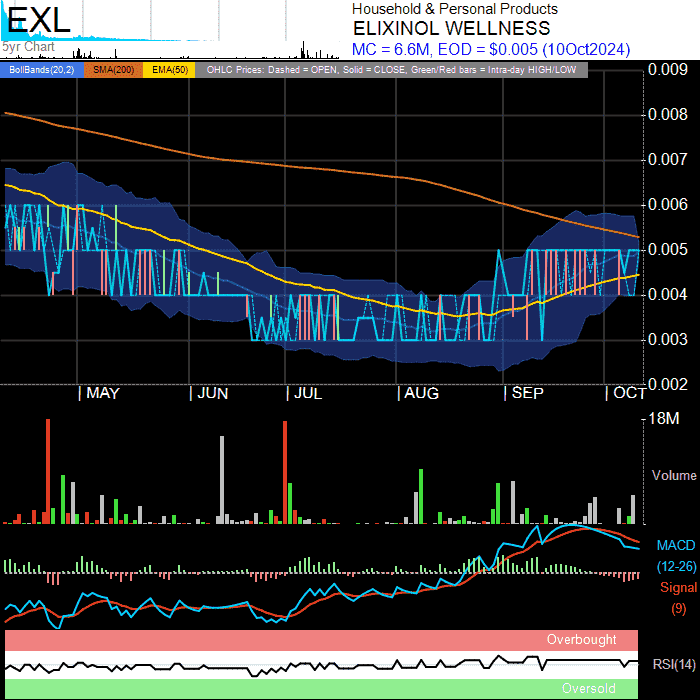 EXL
Household & Personal Products
ELIXINOL WELLNESS
MC = 6.6M, EOD = $0.005 (10Oct2024)
5yr Chart
BollBands(20,2) SMA(200) EMA(50) OHLC Prices: Dashed = OPEN, Solid = CLOSE, Green/Red bars = Intra-day HIGH/LOW
0.009
0.008
0.007
0.006
0.005
0.004
0.003
0.002
| MAY | JUN | JUL | AUG | SEP | OCT
18M
Volume
MACD
(12-26)
Signal
(9)
Overbought
RSI(14)
Oversold